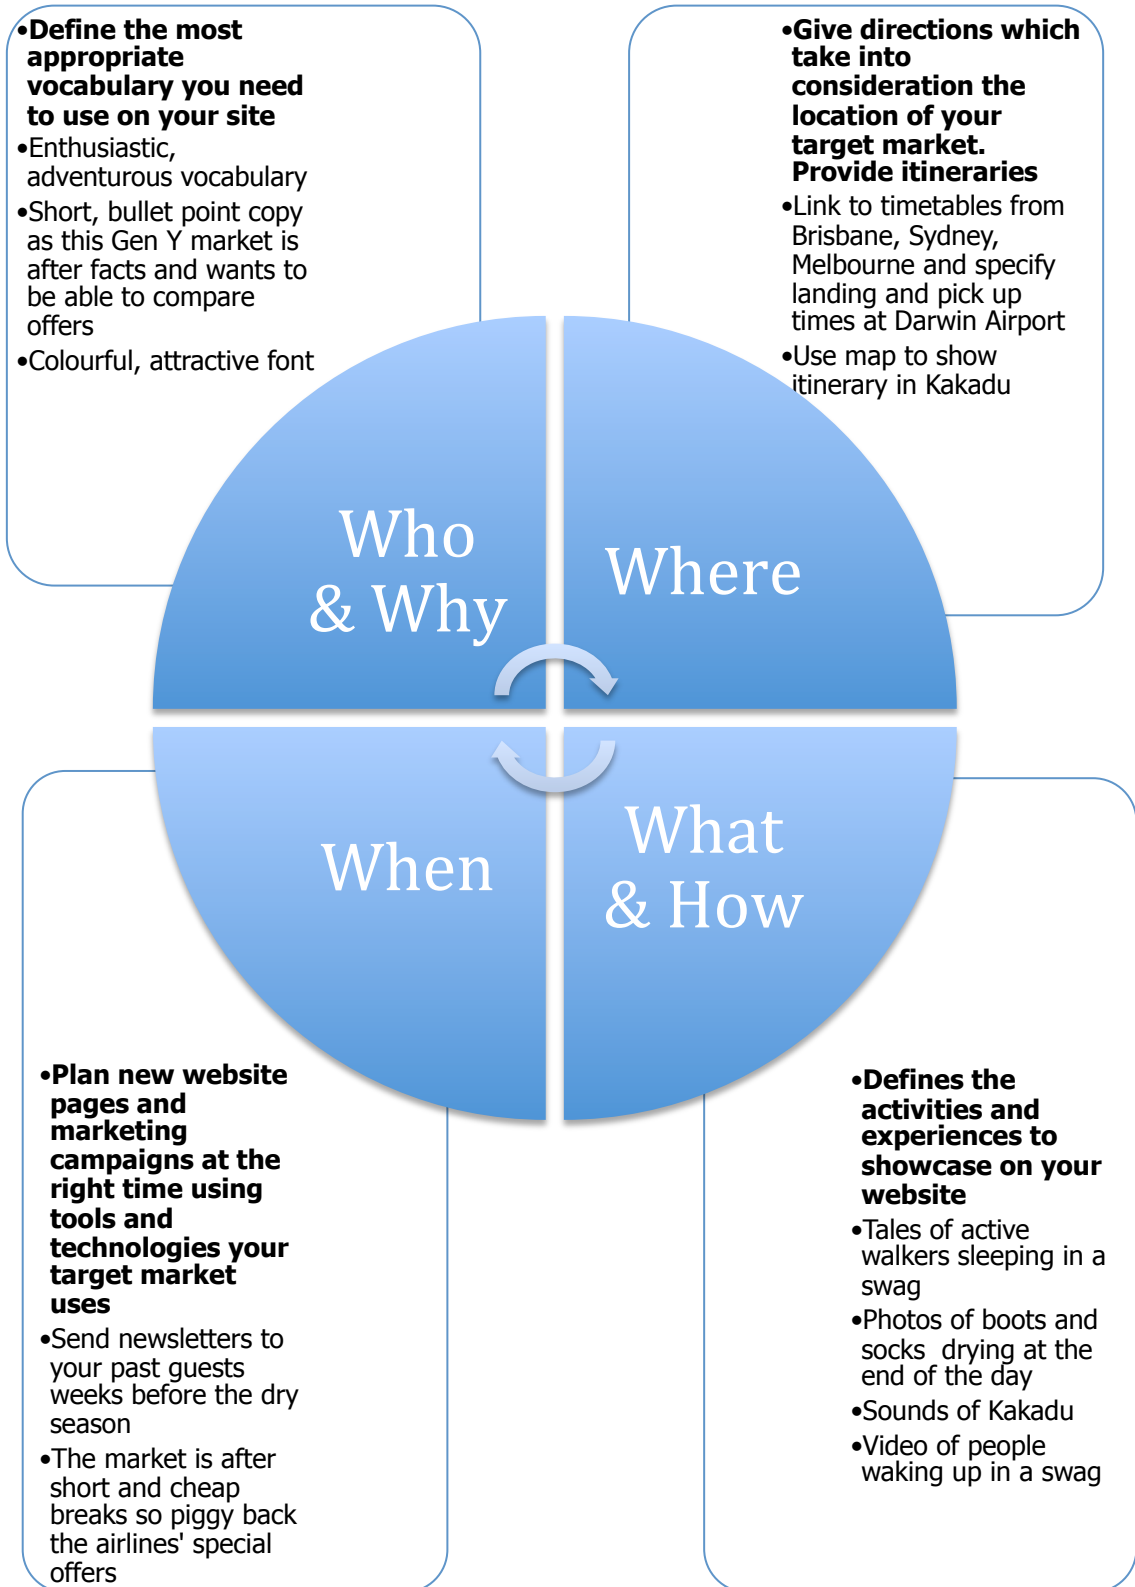 •Define the most
appropriate
vocabulary you need
to use on your site
•Enthusiastic,
adventurous vocabulary
•Short, bullet point copy
as this Gen Y market is
after facts and wants to
be able to compare
offers
•Colourful, attractive font
•Give directions which
take into
consideration the
location of your
target market.
Provide itineraries
•Link to timetables from
Brisbane, Sydney,
Melbourne and specify
landing and pick up
times at Darwin Airport
•Use map to show
itinerary in Kakadu
Who
& Why
Where
When
What
& How
•Plan new website
pages and
marketing
campaigns at the
right time using
tools and
technologies your
target market
uses
•Send newsletters to
your past guests
weeks before the dry
season
•The market is after
short and cheap
breaks so piggy back
the airlines' special
offers
•Defines the
activities and
experiences to
showcase on your
website
•Tales of active
walkers sleeping in a
swag
•Photos of boots and
socks drying at the
end of the day
•Sounds of Kakadu
•Video of people
waking up in a swag